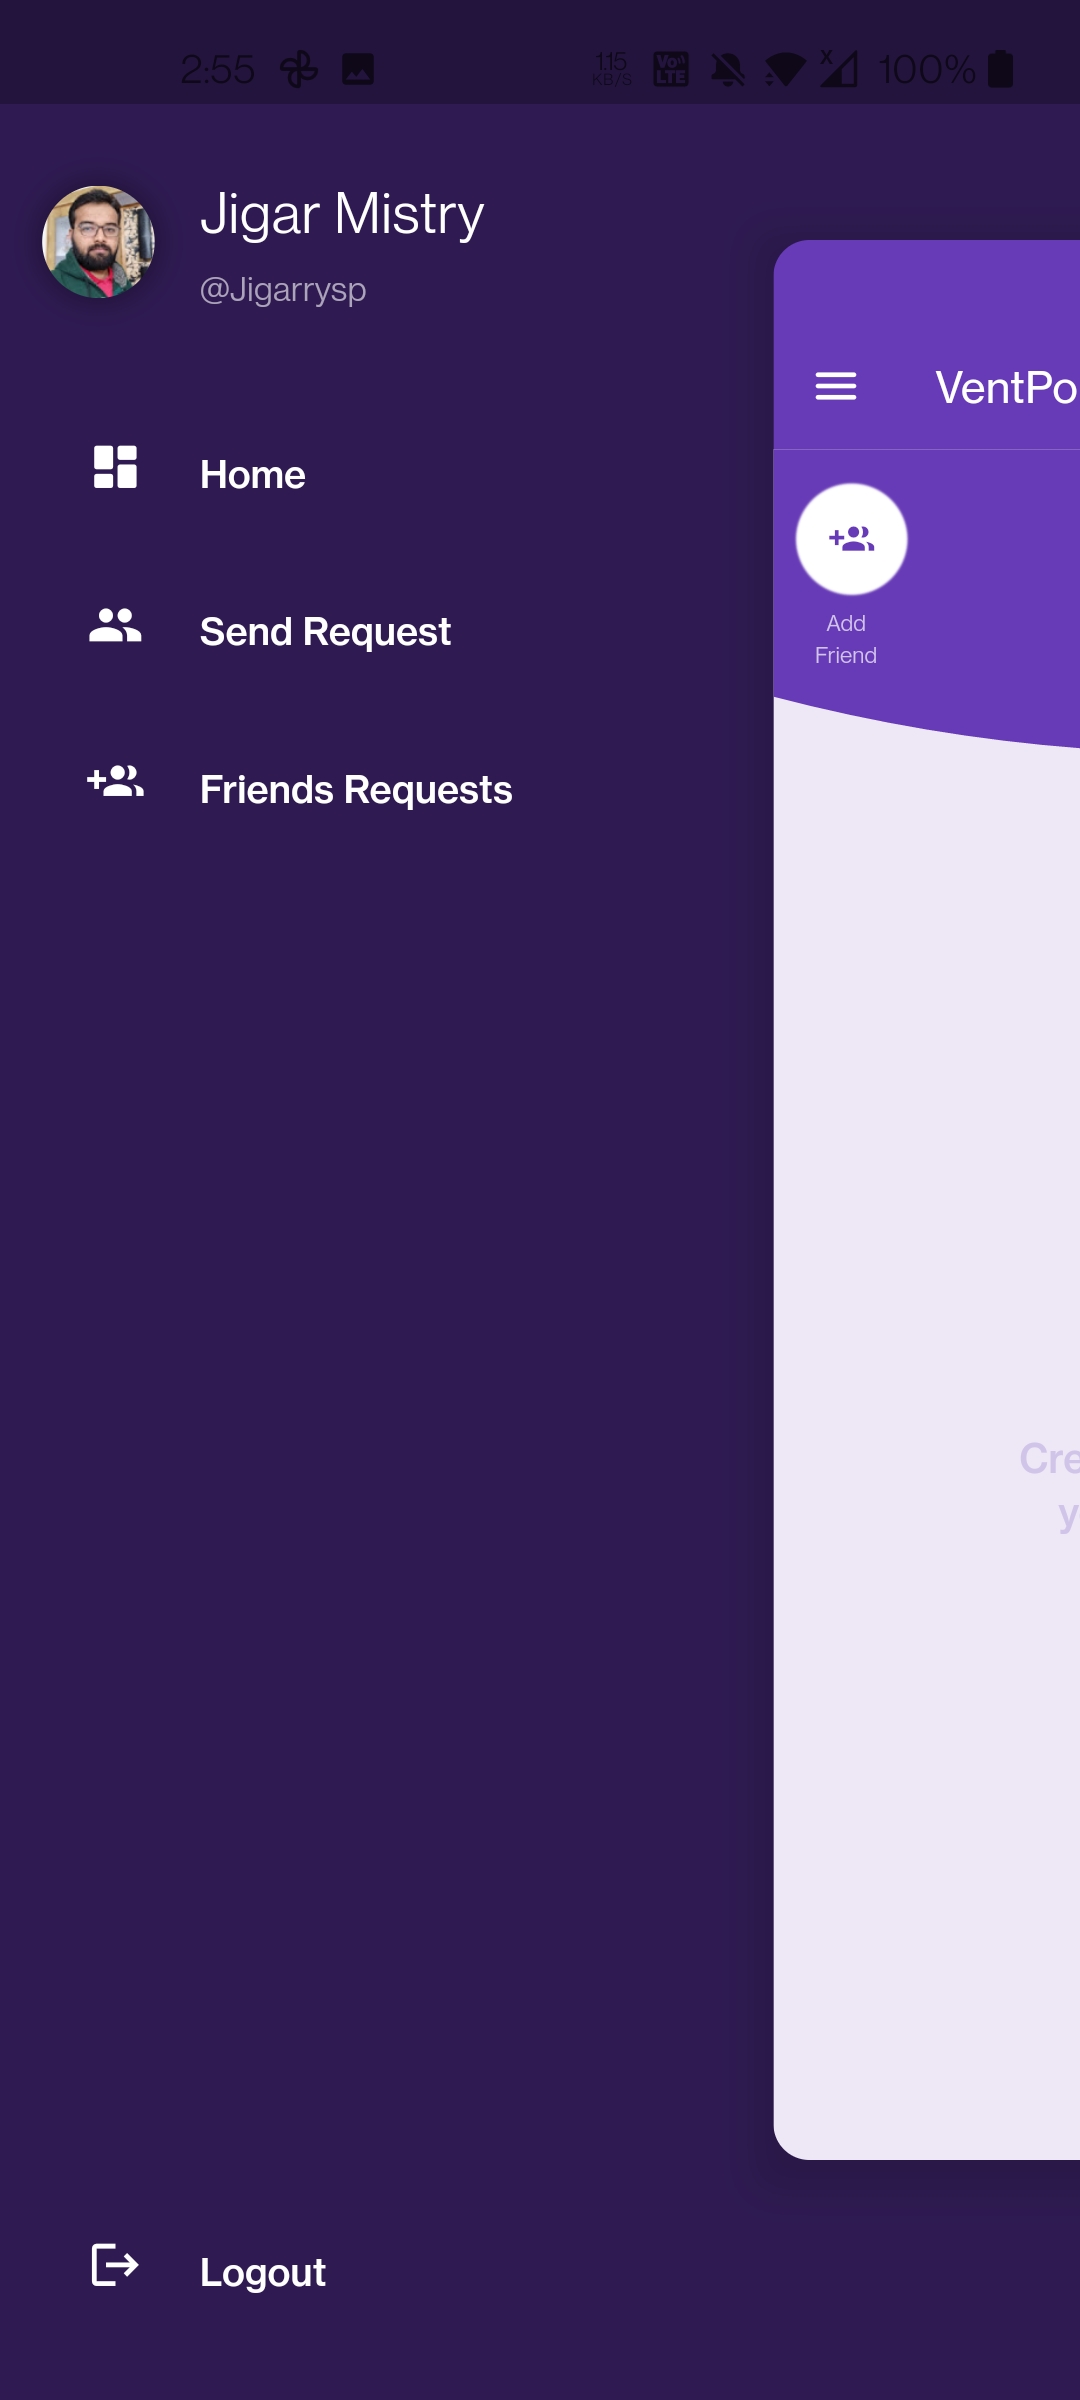 2:55
1.15
KB/S
Vo))
LTE
X
100%
Jigar Mistry
@Jigarrysp
Home
Send Request
Friends Requests
VentPo
Add
Friend
Cre
y
Logout